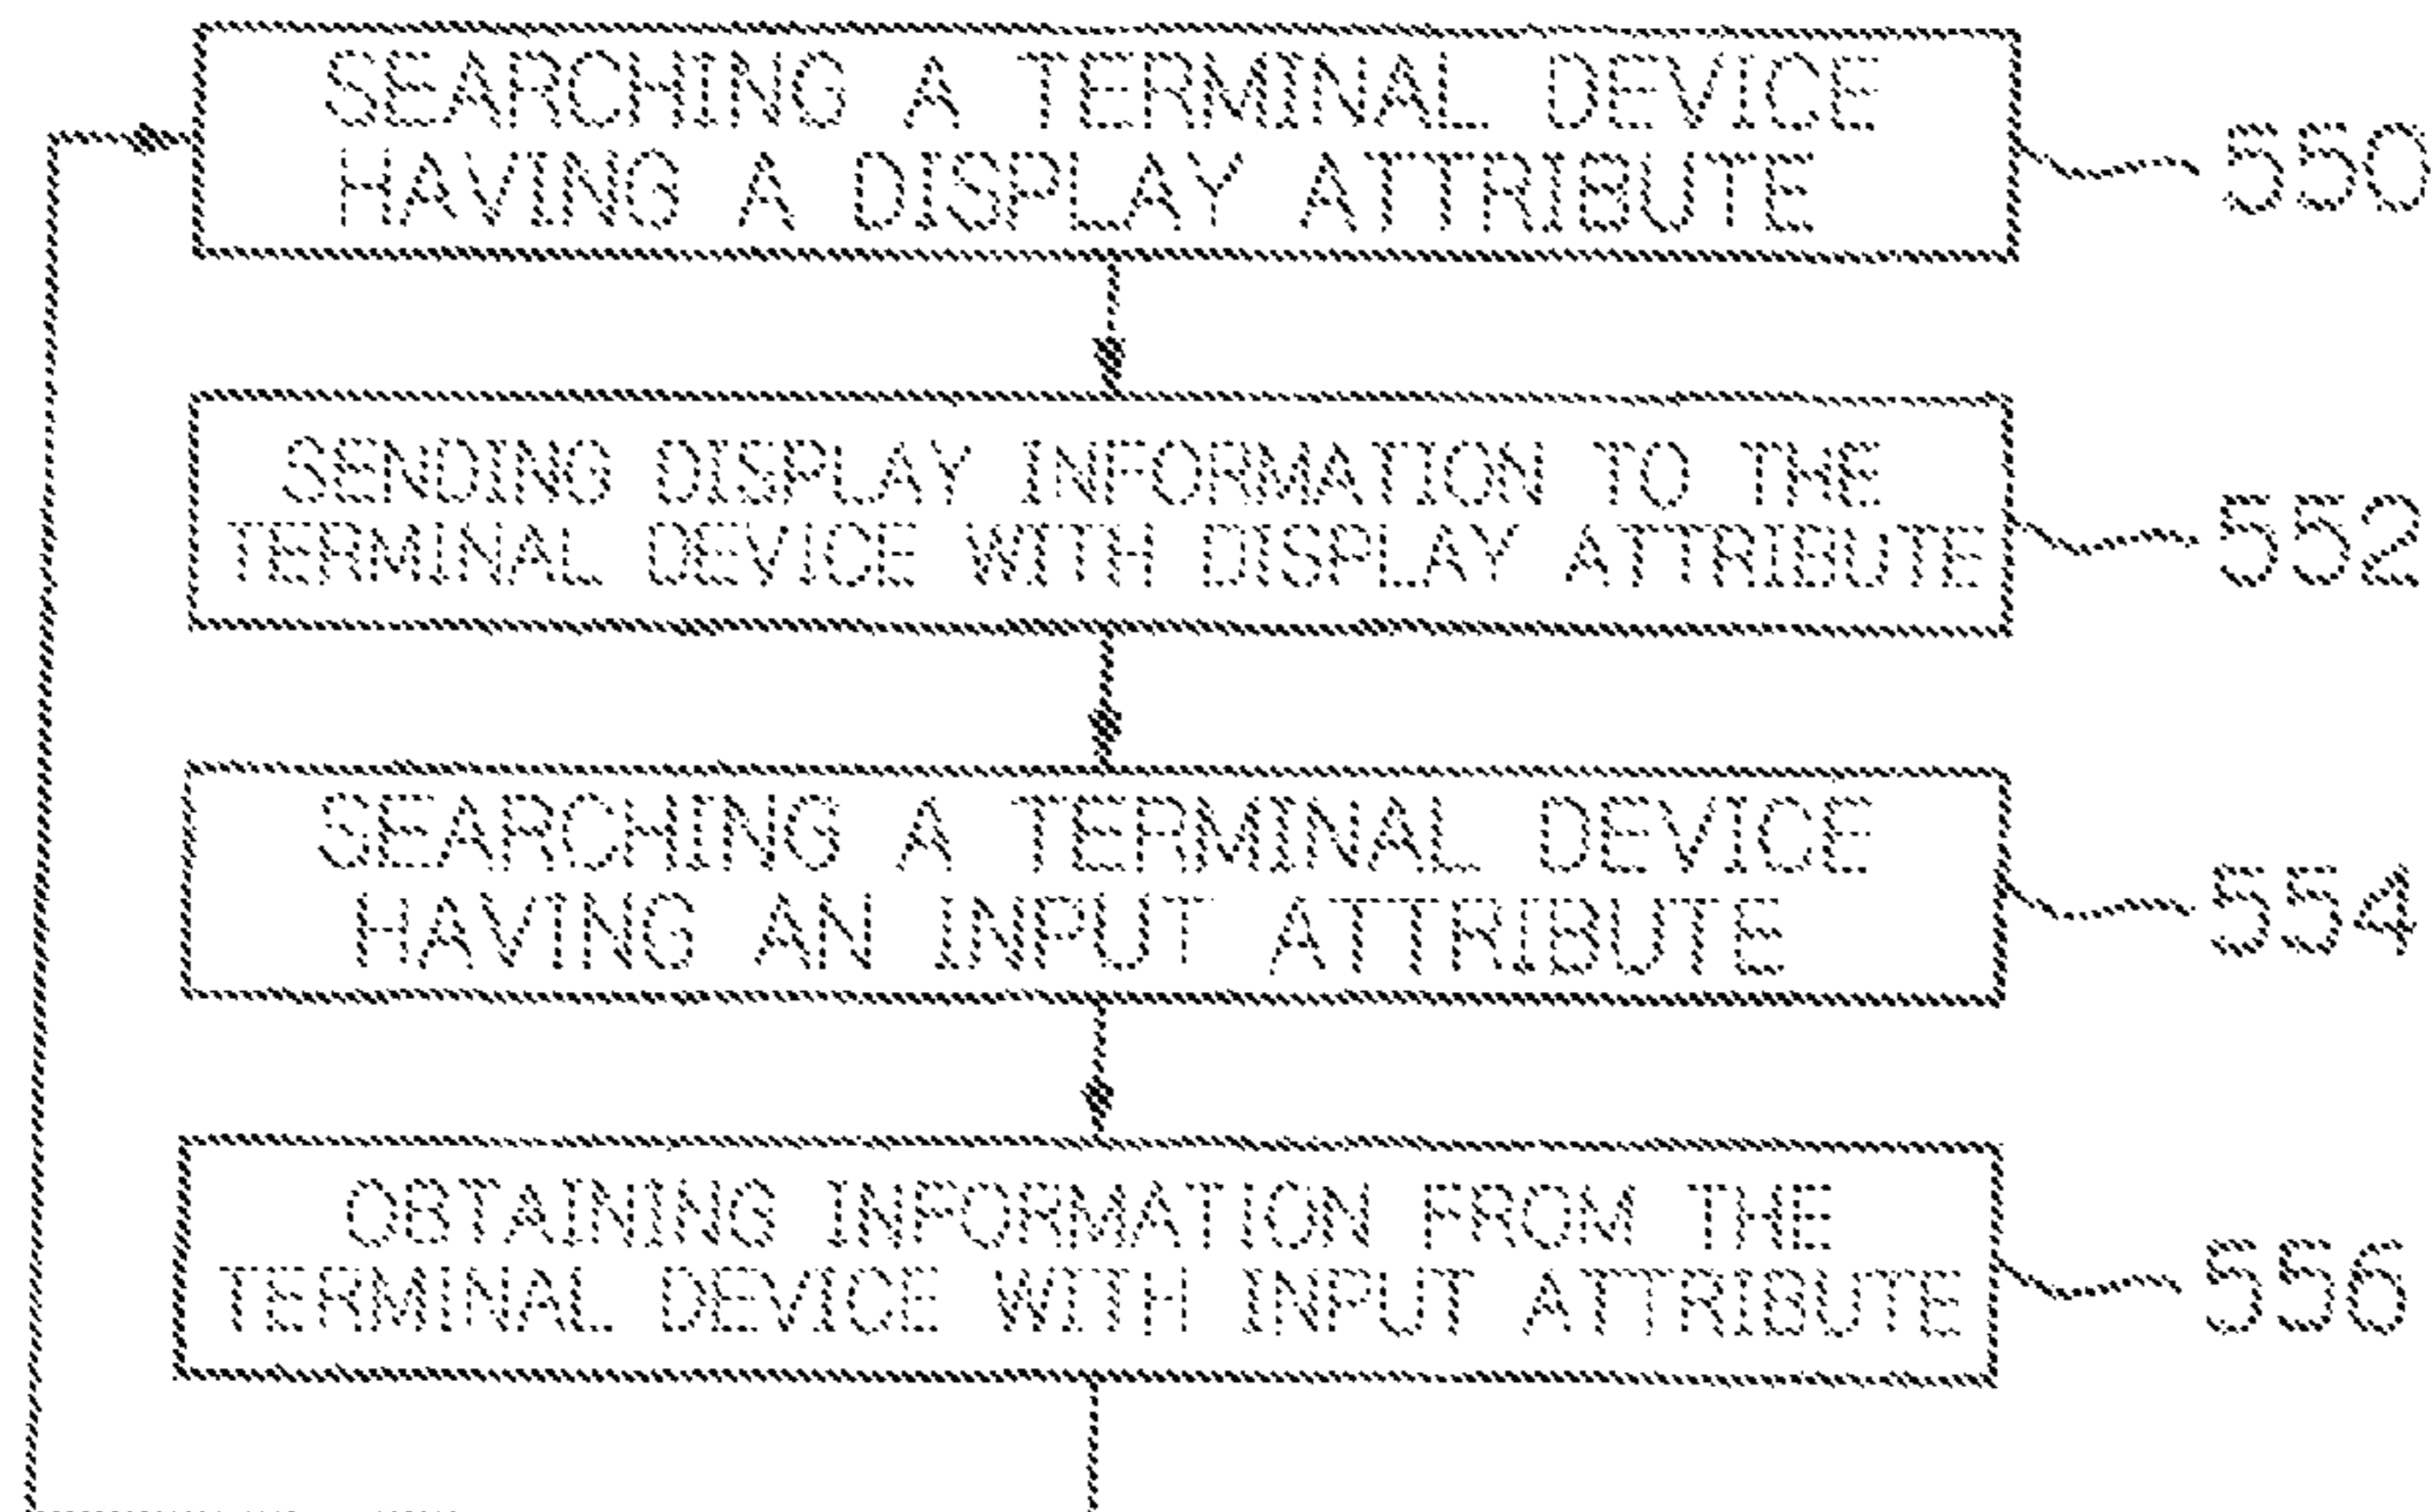 SEARCHING A TERMINAL DEVICE
HAVING A DISPLAY ATTRIBUTE
550
SENDING DISPLAY INFORMATION TO THE
TERMINAL DEVICE WITH DISPLAY ATTRIBUTE
552
SEARCHING A TERMINAL DEVICE
HAVING AN INPUT ATTRIBUTE
554
OBTAINING INFORMATION FROM THE
TERMINAL DEVICE WITH INPUT ATTRIBUTE
556